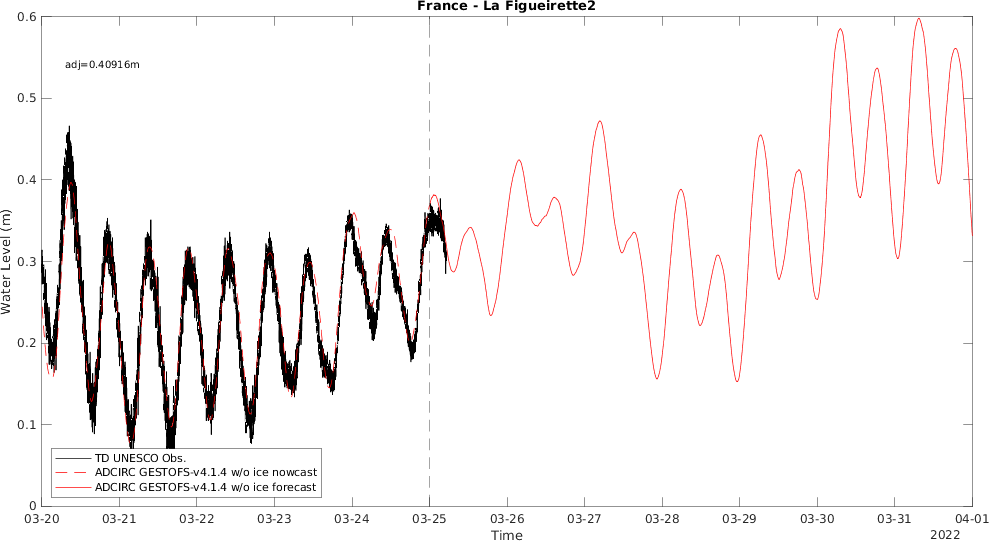 France - La Figueirette2
adj=0.40916m
Water Level (m)
0.6
0.5
0.4
0.3
0.2
0.1
0
TD UNESCO Obs.
ADCIRC GESTOFS-v4.1.4 w/o ice nowcast
ADCIRC GESTOFS-v4.1.4 w/o ice forecast
03-20 03-21 03-22 03-23 03-24 03-25 03-26 03-27 03-28 03-29 03-30 03-31 04-01
Time
2022